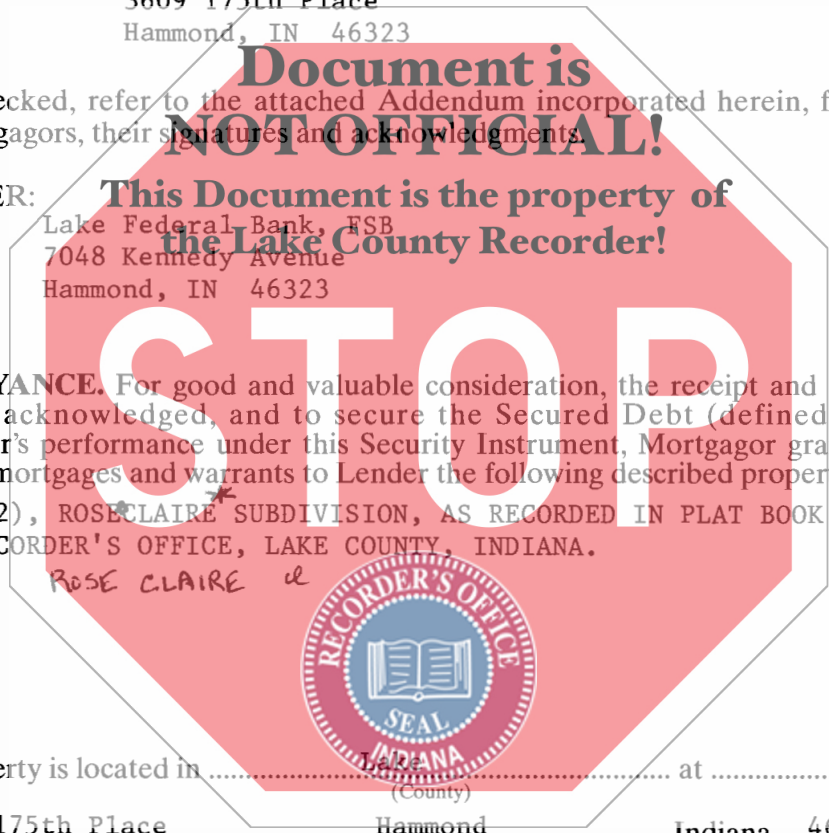 3609 175th Place
Hammond, IN 46323
Document is
ecked, refer to the attached Addendum incorporated herein, f
NOT OFFICIAL!
gagors, their signatures and acknowledgments.
This Document is the property of
ER:
Lake Federal Bank, FSB
the Lake County Recorder!
7048 Kennedy Avenue
Hammond, IN 46323
STOP
YANCE. For good and valuable consideration, the receipt and
acknowledged, and to secure the Secured Debt (defined
r's performance under this Security Instrument, Mortgagor gra
mortgages and warrants to Lender the following described proper
2), ROSECLAIRE* SUBDIVISION, AS RECORDED IN PLAT BOOK
CORDER'S OFFICE, LAKE COUNTY, INDIANA.
ROSE CLAIRE
RECORDER'S OFFICE
SEAL
INDIANA
erty is located in .......... Lake .......... at ..........
(County)
175th Place Hammond Indiana